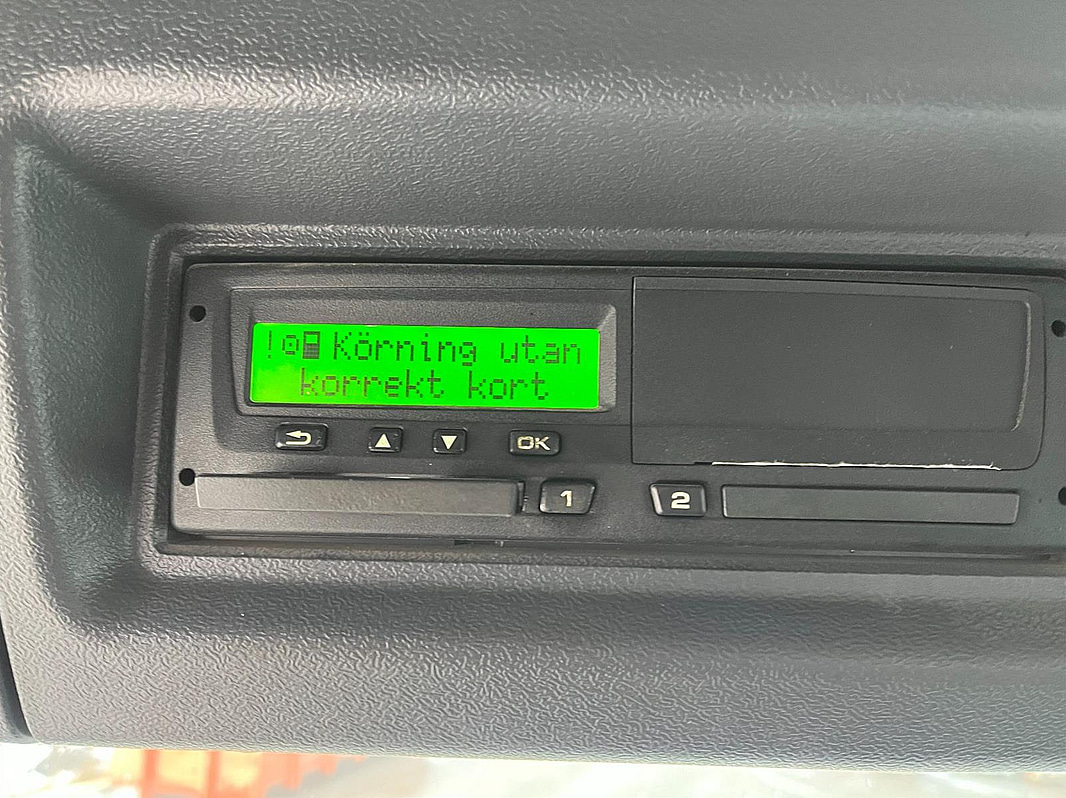 ! Körning utan
korrekt kort
OK
1 2